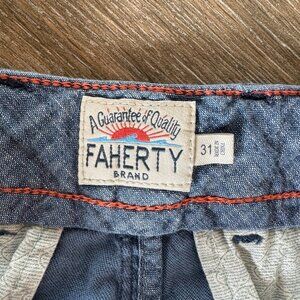 A Guarantee of Quality
FAHERTY
BRAND
31